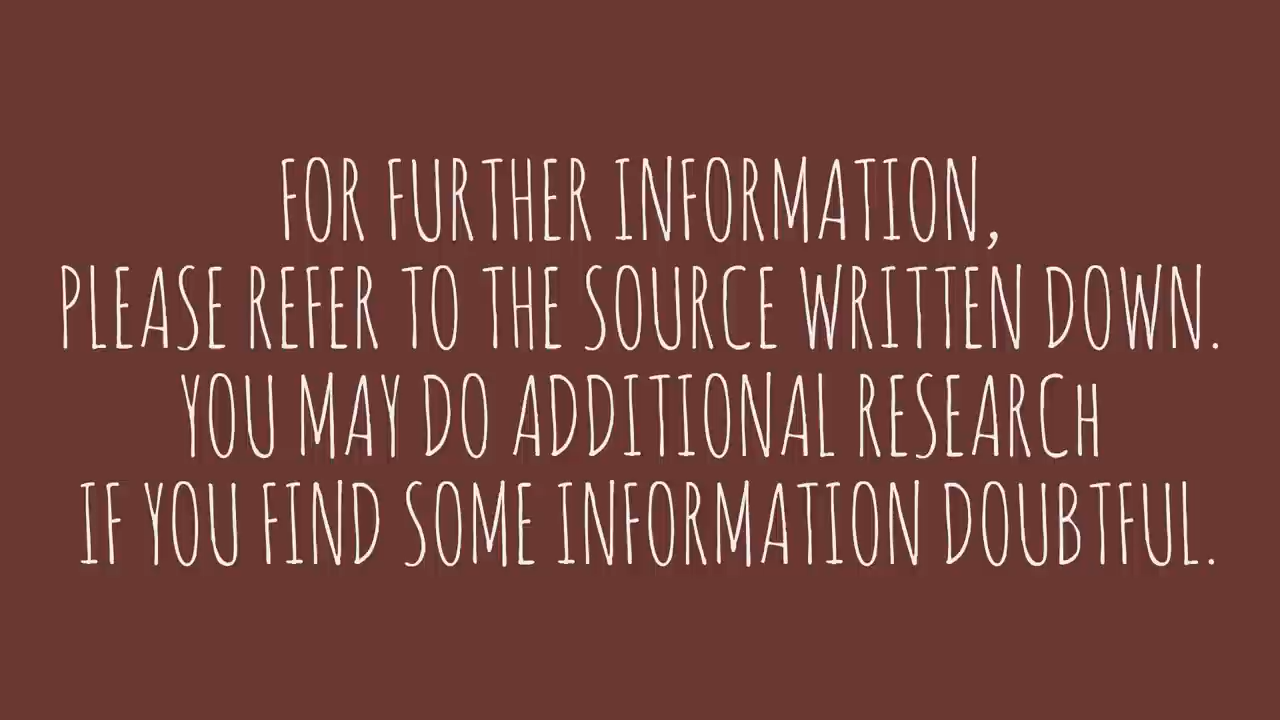 FOR FURTHER INFORMATION,
PLEASE REFER TO THE SOURCE WRITTEN DOWN.
YOU MAY DO ADDITIONAL RESEARCH
IF YOU FIND SOME INFORMATION DOUBTFUL.